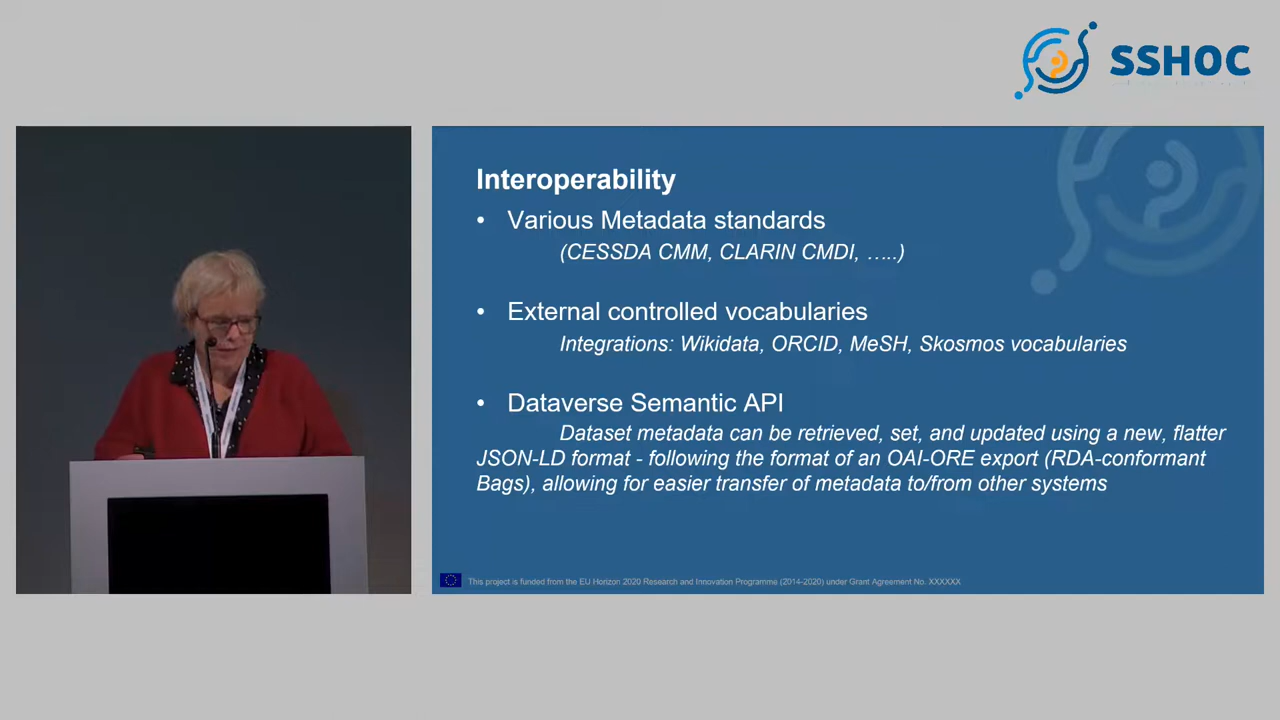 SSHOC
Interoperability
• Various Metadata standards
(CESSDA CMM, CLARIN CMDI, …..)
• External controlled vocabularies
Integrations: Wikidata, ORCID, MeSH, Skosmos vocabularies
• Dataverse Semantic API
Dataset metadata can be retrieved, set, and updated using a new, flatter
JSON-LD format - following the format of an OAI-ORE export (RDA-conformant
Bags), allowing for easier transfer of metadata to/from other systems
This project is funded from the EU Horizon 2020 Research and Innovation Programme (2014-2020) under Grant Agreement No. XXXXXX